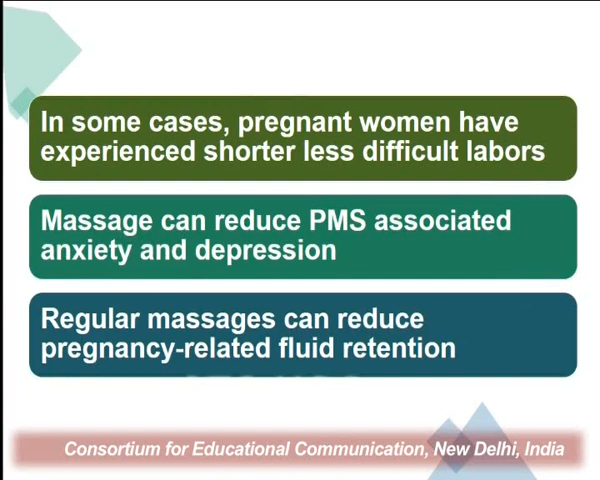 In some cases, pregnant women have
experienced shorter less difficult labors
Massage can reduce PMS associated
anxiety and depression
Regular massages can reduce
pregnancy-related fluid retention
Consortium for Educational Communication, New Delhi, India